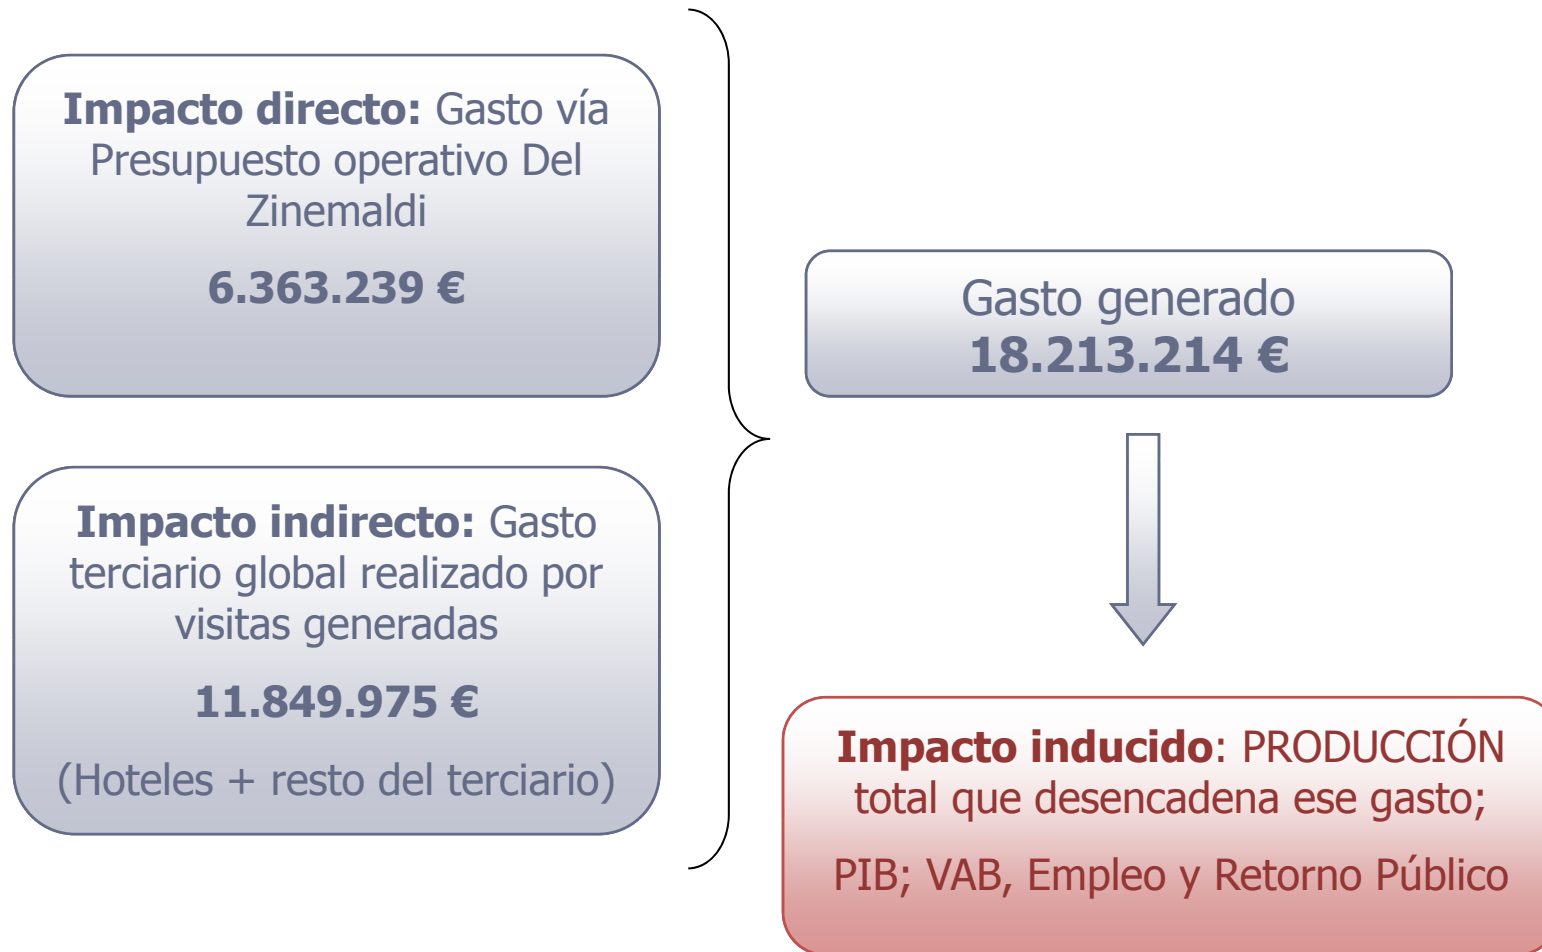 Impacto directo: Gasto vía
Presupuesto operativo Del
Zinemaldi
6.363.239 €
Impacto indirecto: Gasto
terciario global realizado por
visitas generadas
11.849.975 €
(Hoteles + resto del terciario)
Gasto generado
18.213.214 €
Impacto inducido: PRODUCCIÓN
total que desencadena ese gasto;
PIB; VAB, Empleo y Retorno Público